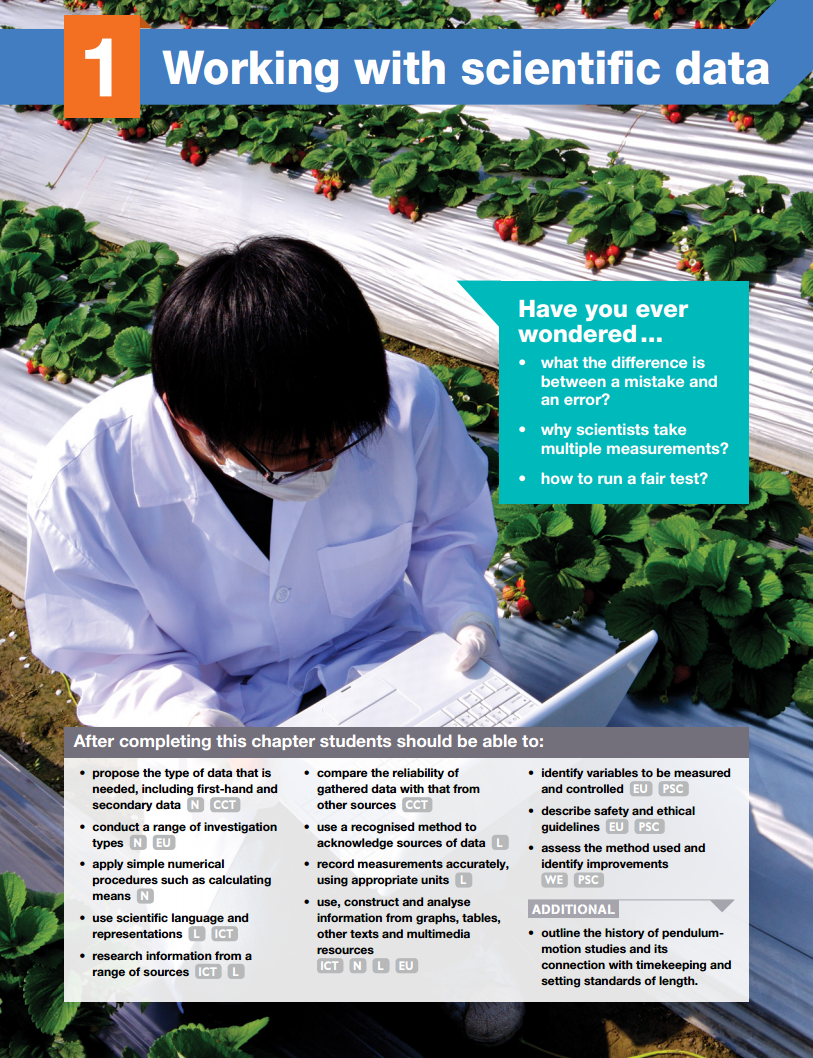 1
Working with scientific data
Have you ever
wondered...
• what the difference is
between a mistake and
an error?
• why scientists take
multiple measurements?
• how to run a fair test?
After completing this chapter students should be able to:
• propose the type of data that is
needed, including first-hand and
secondary data N CCT
• conduct a range of investigation
types N EU
• apply simple numerical
procedures such as calculating
means N
• use scientific language and
representations L ICT
• research information from a
range of sources ICT L
• compare the reliability of
gathered data with that from
other sources CCT
• use a recognised method to
acknowledge sources of data L
• record measurements accurately,
using appropriate units L
• use, construct and analyse
information from graphs, tables,
other texts and multimedia
resources
ICT N L EU
• identify variables to be measured
and controlled EU PSC
• describe safety and ethical
guidelines EU PSC
• assess the method used and
identify improvements
WE PSC
ADDITIONAL
• outline the history of pendulum-
motion studies and its
connection with timekeeping and
setting standards of length.